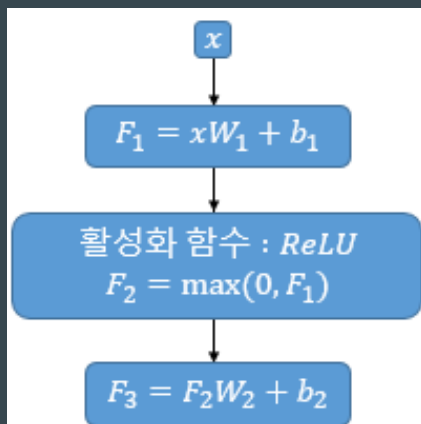 x
F₁ = xW₁ + b₁
활성화 함수 : ReLU
F₂ = max(0, F₁)
F₃ = F₂W₂ + b₂